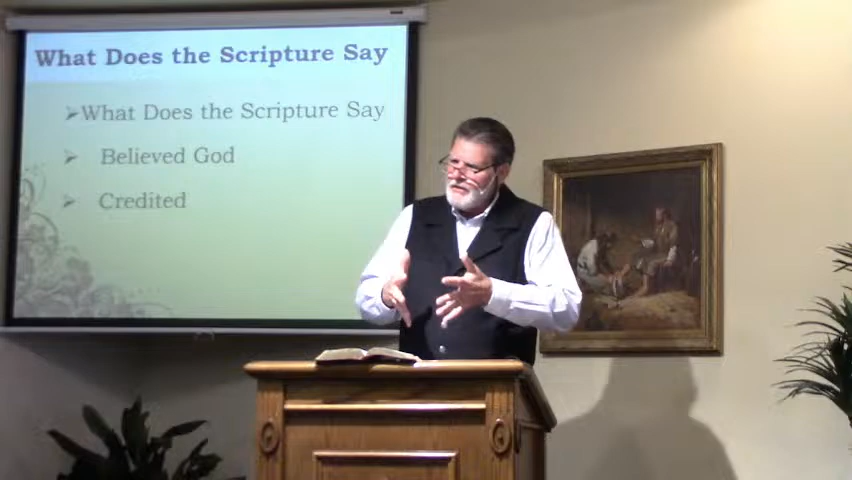 What Does the Scripture Say
➢What Does the Scripture Say
➢ Believed God
➢ Credited